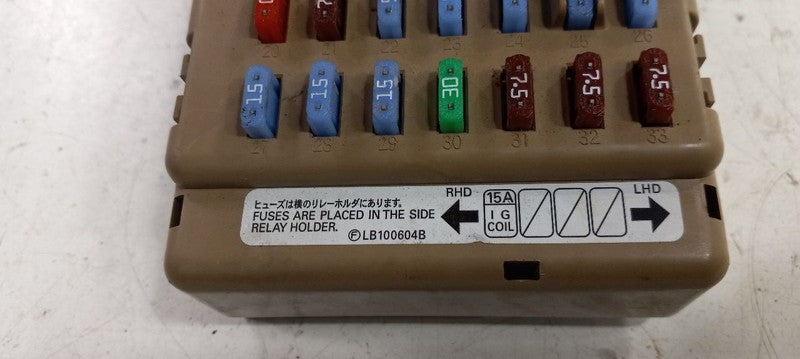 20 21 22 23 24 25 26
15 15 15 30 7.5 7.5 7.5
27 28 29 30 31 32 33
ヒューズは横のリレーホルダにあります。
FUSES ARE PLACED IN THE SIDE
RELAY HOLDER.
Ⓕ LB100604B
RHD
15A
IG
COIL
LHD